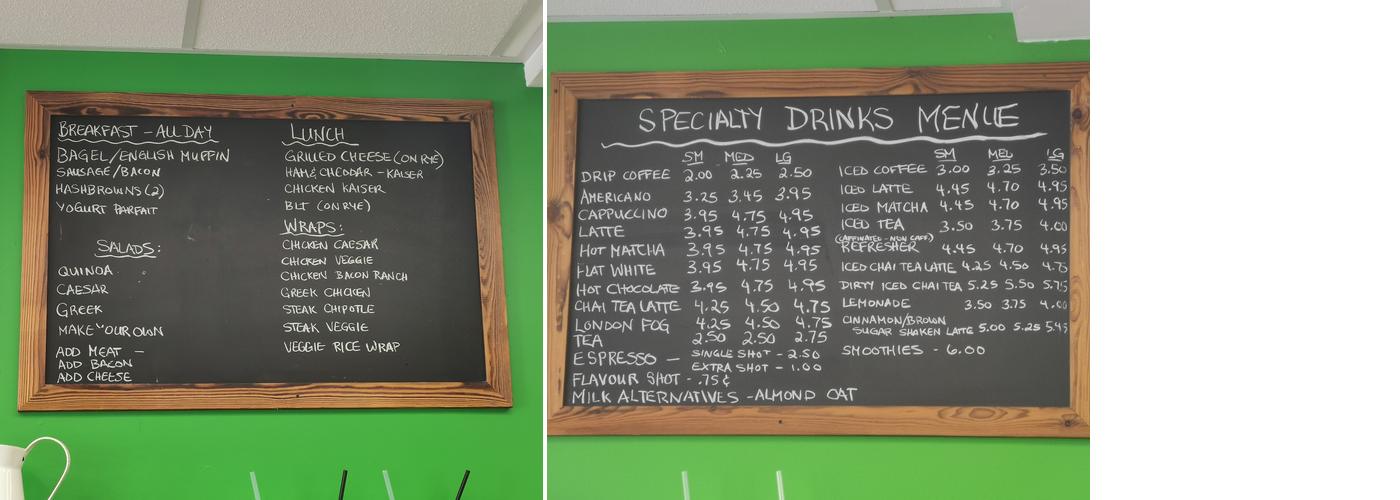 BREAKFAST - ALL DAY
BAGEL/ENGLISH MUFFIN
SAUSAGE/BACON
HASHBROWNS (2)
YOGURT PARFAIT
SALADS:
QUINOA
CAESAR
GREEK
MAKE YOUR OWN
ADD MEAT -
ADD BACON
ADD CHEESE
LUNCH
GRILLED CHEESE (ON RYE)
HAM & CHEDDAR - KAISER
CHICKEN KAISER
BLT (ON RYE)
WRAPS:
CHICKEN CAESAR
CHICKEN VEGGIE
CHICKEN BACON RANCH
GREEK CHICKEN
STEAK CHIPOTLE
STEAK VEGGIE
VEGGIE RICE WRAP
SPECIALTY DRINKS MENUE
SM MED LG
DRIP COFFEE 2.00 2.25 2.50
AMERICANO 3.25 3.45 3.95
CAPPUCCINO 3.95 4.75 4.95
LATTE 3.95 4.75 4.95
HOT MATCHA 3.95 4.75 4.95
FLAT WHITE 3.95 4.75 4.95
HOT CHOCOLATE 3.95 4.75 4.95
CHAI TEA LATTE 4.25 4.50 4.75
LONDON FOG 4.25 4.50 4.75
TEA 2.50 2.50 2.75
ESPRESSO - SINGLE SHOT - 2.50
EXTRA SHOT - 1.00
FLAVOUR SHOT - .75¢
MILK ALTERNATIVES - ALMOND OAT
SM MED LG
ICED COFFEE 3.00 3.25 3.50
ICED LATTE 4.45 4.70 4.95
ICED MATCHA 4.45 4.70 4.95
ICED TEA 3.50 3.75 4.00
(CAFFINATED - NON CAFF)
REFRESHER 4.45 4.70 4.95
ICED CHAI TEA LATTE 4.25 4.50 4.75
DIRTY ICED CHAI TEA 5.25 5.50 5.75
LEMONADE 3.50 3.75 4.00
CINNAMON/BROWN
SUGAR SHAKEN LATTE 5.00 5.25 5.45
SMOOTHIES - 6.00